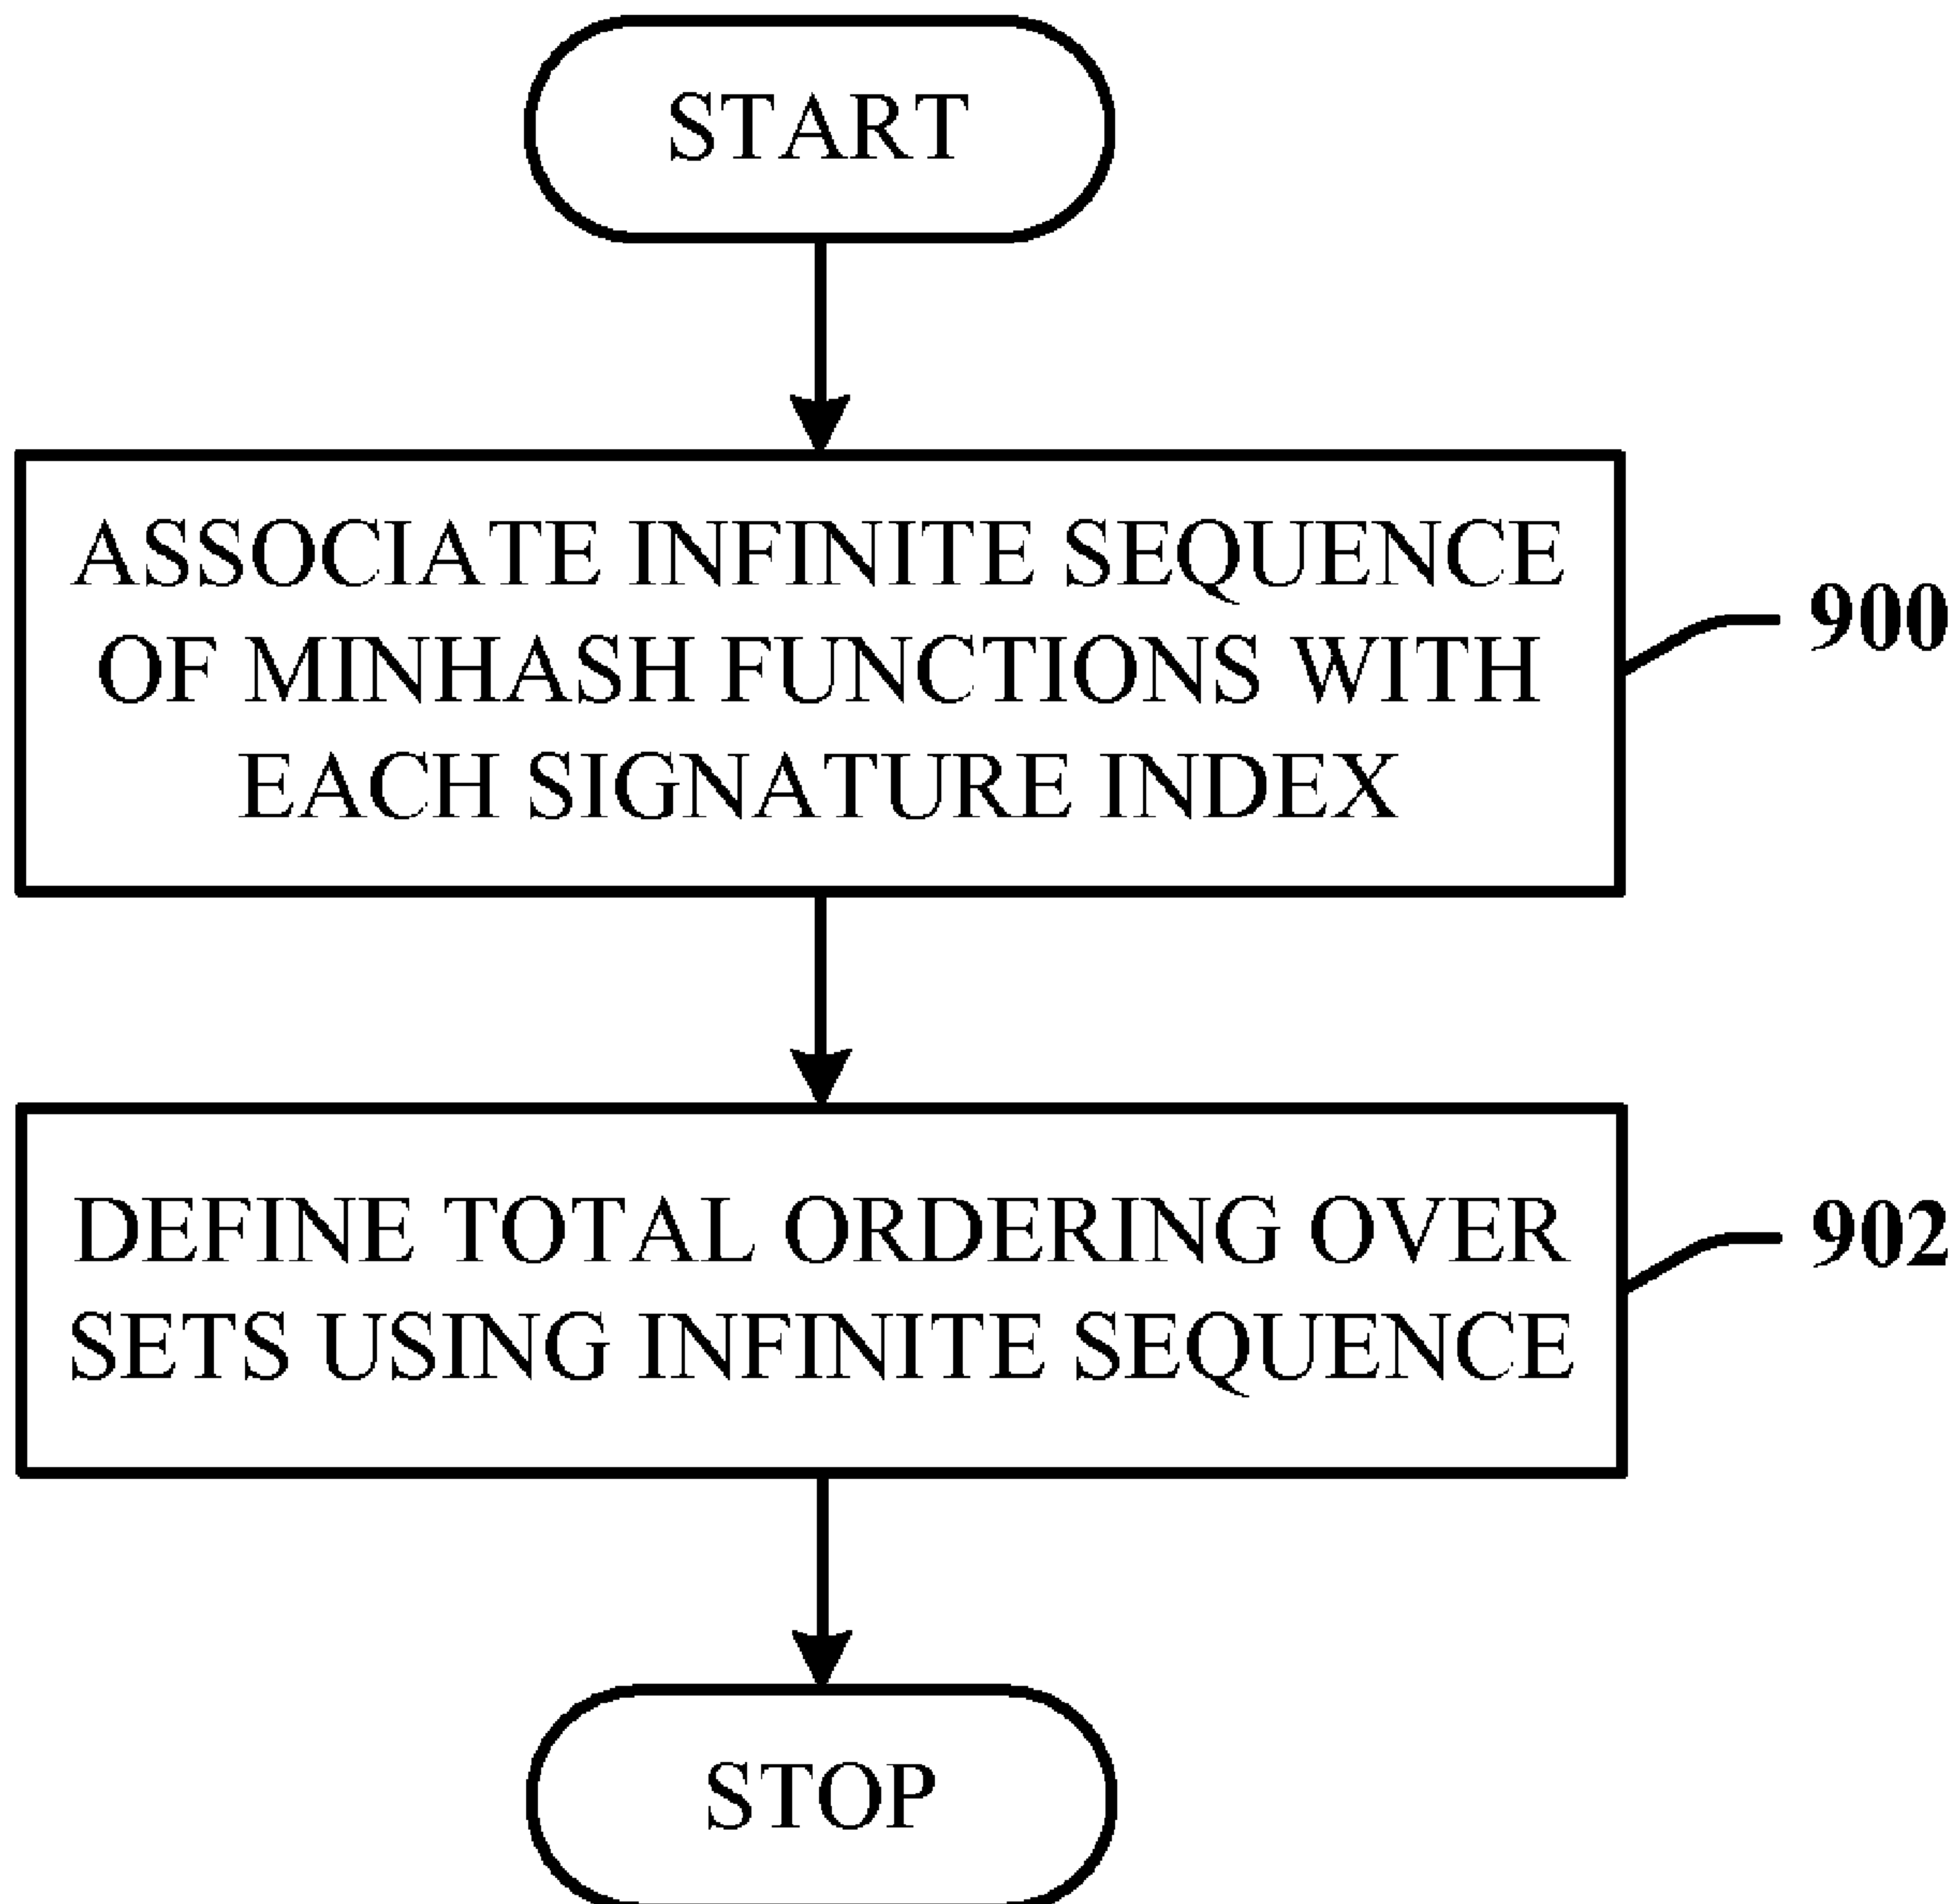 START
ASSOCIATE INFINITE SEQUENCE
OF MINHASH FUNCTIONS WITH
EACH SIGNATURE INDEX
900
DEFINE TOTAL ORDERING OVER
SETS USING INFINITE SEQUENCE
902
STOP